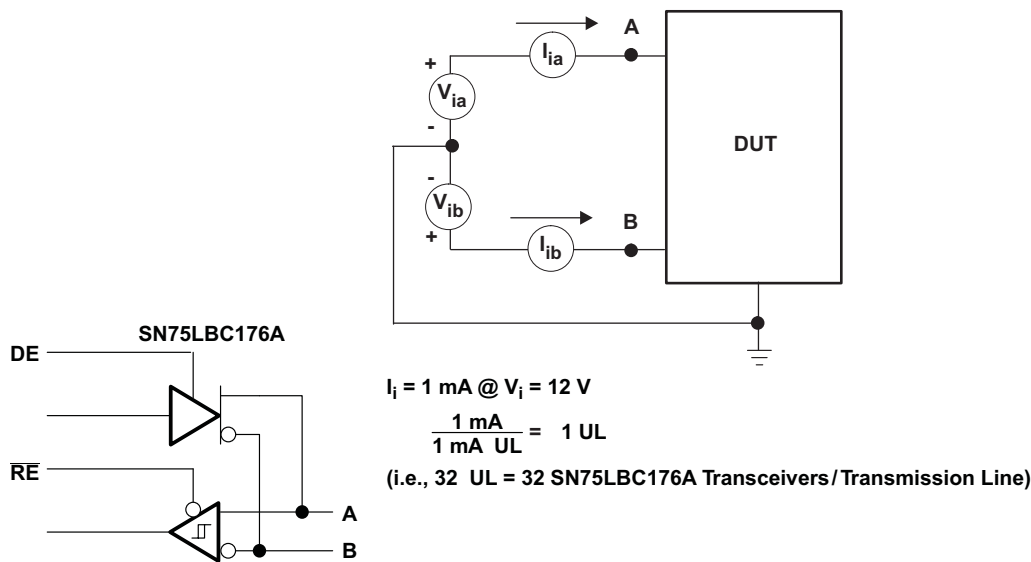 A
I_ia
+
V_ia
-
DUT
-
V_ib
+
B
I_ib
SN75LBC176A
DE
R̅E̅
A
B
I_i = 1 mA @ V_i = 12 V
1 mA
1 mA UL
= 1 UL
(i.e., 32 UL = 32 SN75LBC176A Transceivers/Transmission Line)